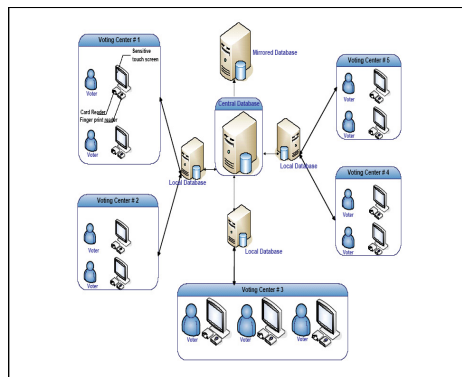 Voting Center # 1
Sensitive
touch screen
Voter
Card Reader
Finger print reader
Voter
Mirrored Database
Central Database
Voting Center # 5
Voter
Voter
Local Database
Local Database
Voting Center # 2
Voter
Voter
Voting Center # 4
Voter
Voter
Local Database
Voting Center # 3
Voter
Voter
Voter